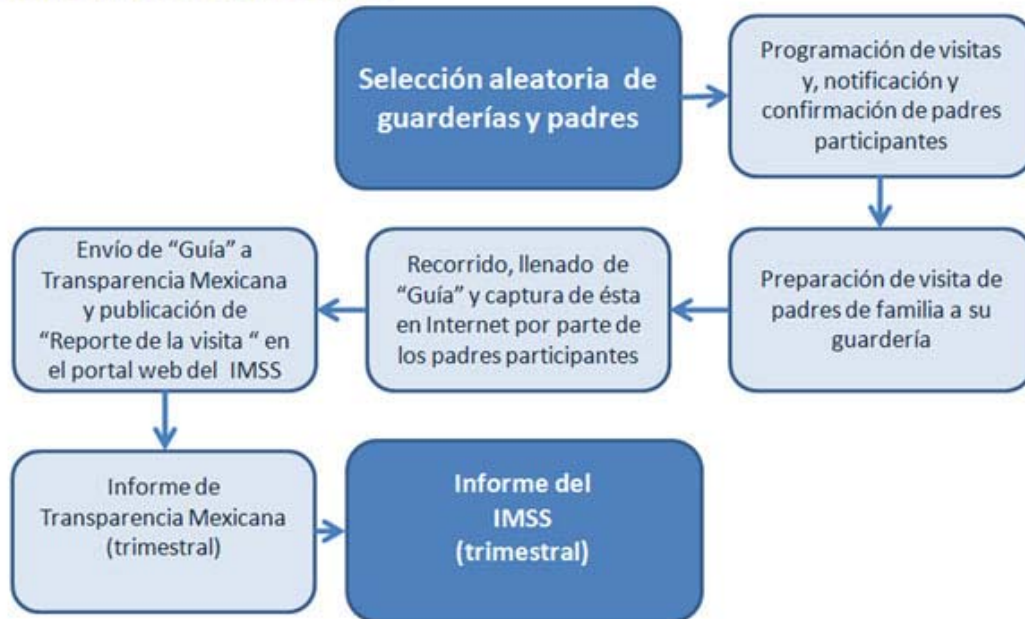 Selección aleatoria de
guarderías y padres
Programación de visitas
y, notificación y
confirmación de padres
participantes
Preparación de visita de
padres de familia a su
guardería
Recorrido, llenado de
“Guía” y captura de ésta
en Internet por parte de
los padres participantes
Envío de “Guía” a
Transparencia Mexicana
y publicación de
“Reporte de la visita “ en
el portal web del IMSS
Informe de
Transparencia Mexicana
(trimestral)
Informe del
IMSS
(trimestral)